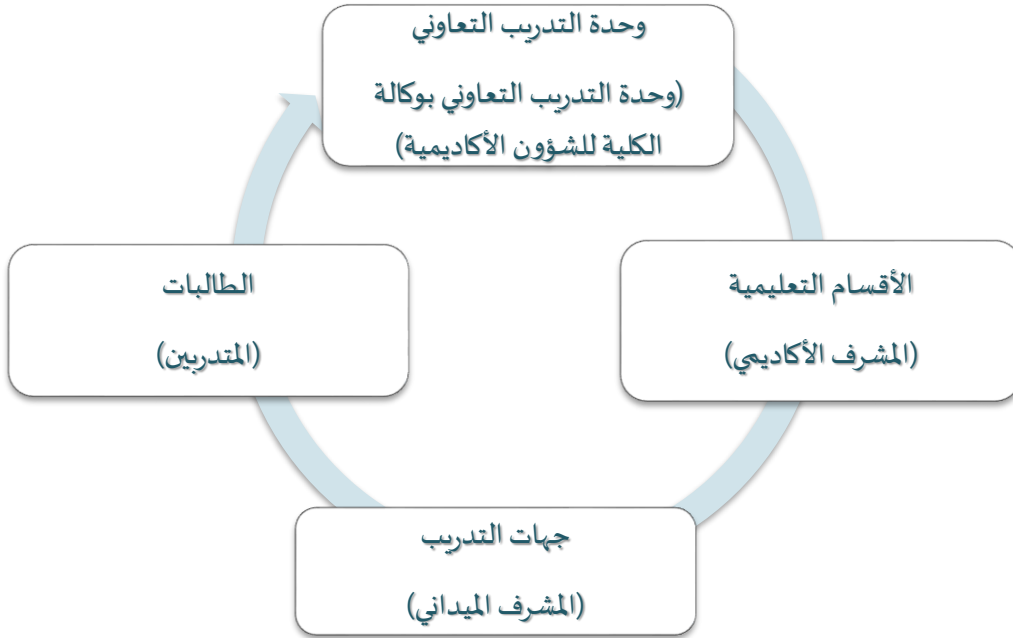 وحدة التدريب التعاوني
(وحدة التدريب التعاوني بوكالة
الكلية للشؤون الأكاديمية)
الأقسام التعليمية
(المشرف الأكاديمي)
جهات التدريب
(المشرف الميداني)
الطالبات
(المتدربين)